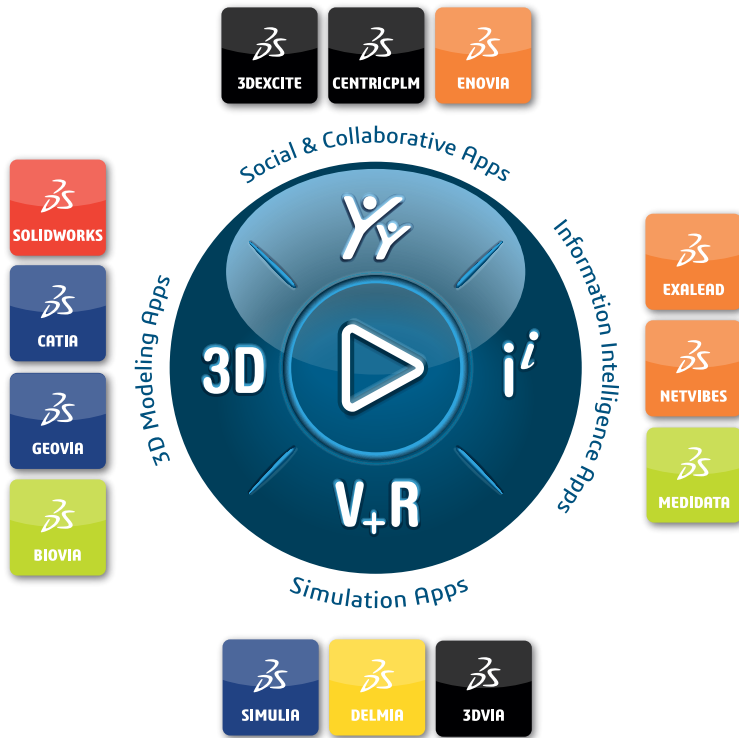 3DEXCITE
CENTRICPLM
ENOVIA
Social & Collaborative Apps
SOLIDWORKS
CATIA
GEOVIA
BIOVIA
3D Modeling Apps
3D
i i
V+R
Information Intelligence Apps
EXALEAD
NETVIBES
MEDIDATA
Simulation Apps
SIMULIA
DELMIA
3DVIA